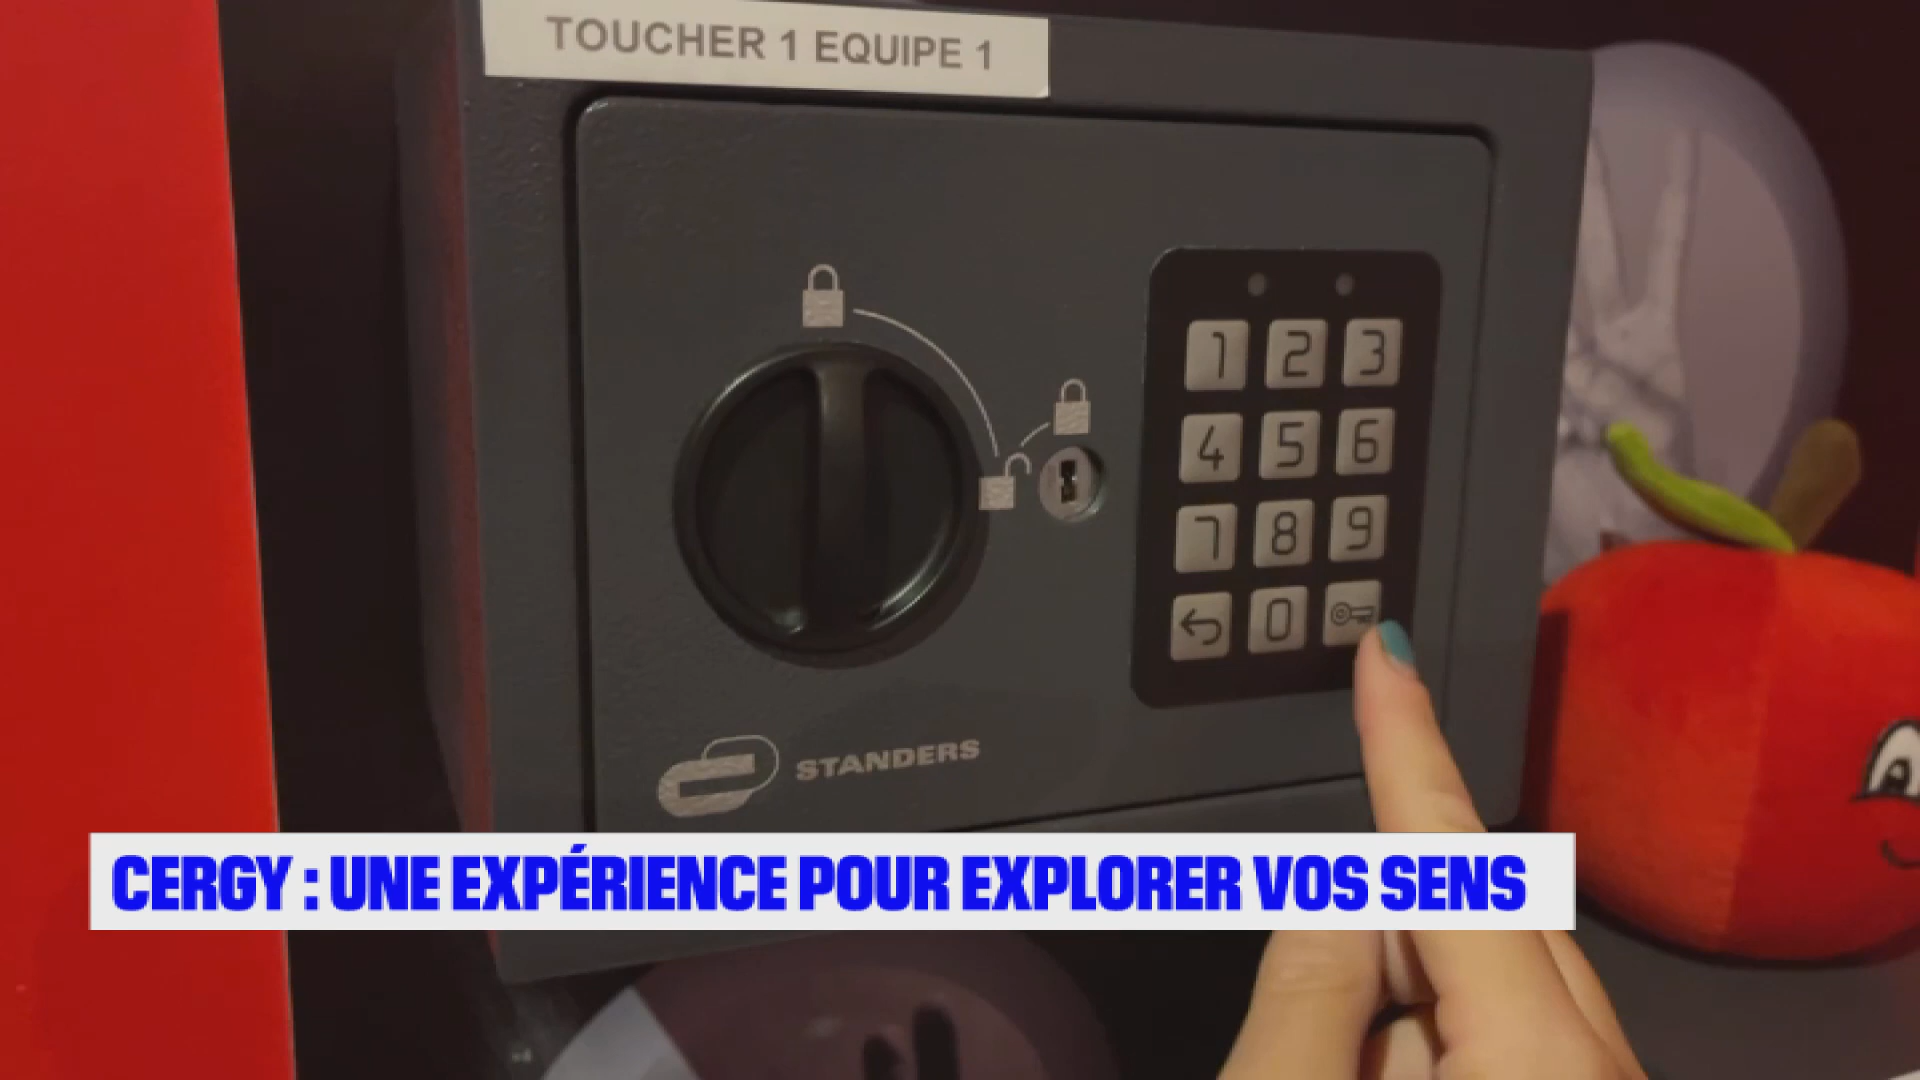 TOUCHER 1 EQUIPE 1
1 2 3
4 5 6
7 8 9
0
STANDERS
CERGY : UNE EXPÉRIENCE POUR EXPLORER VOS SENS